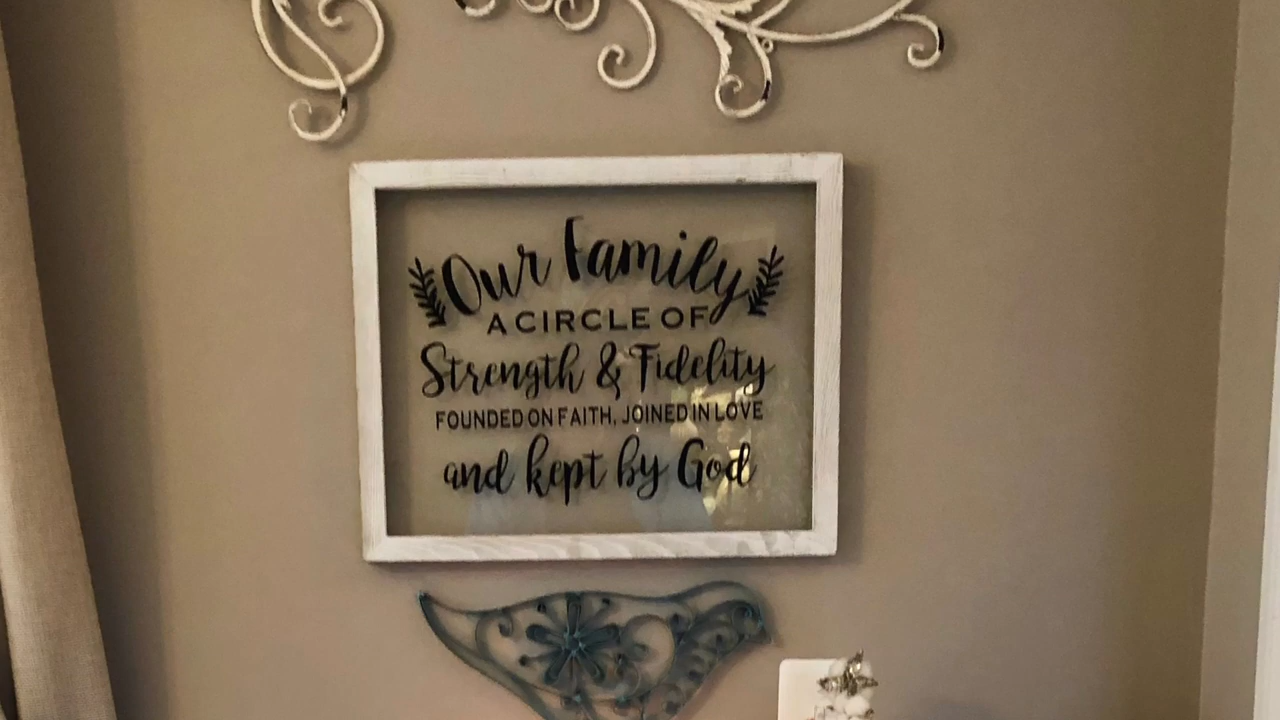 Our Family
A CIRCLE OF
Strength & Fidelity
FOUNDED ON FAITH, JOINED IN LOVE
and kept by God